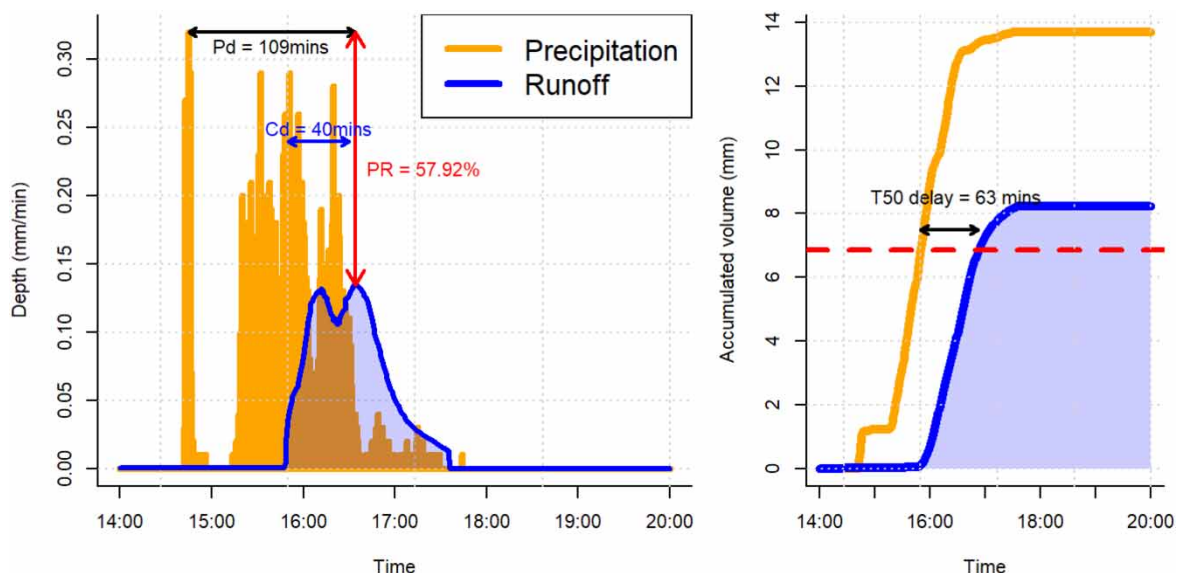 Pd = 109mins
Cd = 40mins
PR = 57.92%
Precipitation
Runoff
Depth (mm/min)
0.30
0.25
0.20
0.15
0.10
0.05
0.00
14:00 15:00 16:00 17:00 18:00 19:00 20:00
Time
Accumulated volume (mm)
14
12
10
8
6
4
2
0
T50 delay = 63 mins
14:00 16:00 18:00 20:00
Time